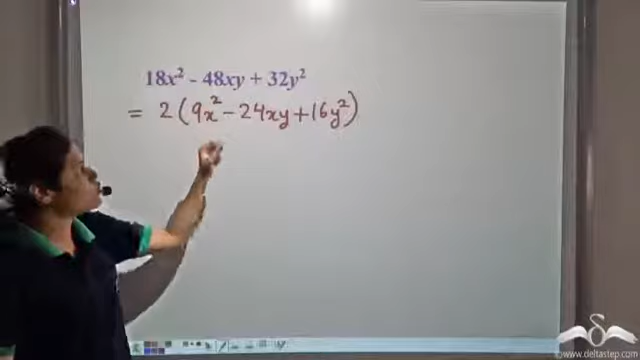 18x² - 48xy + 32y²
= 2 (9x² - 24xy + 16y²)
www.deltastep.com